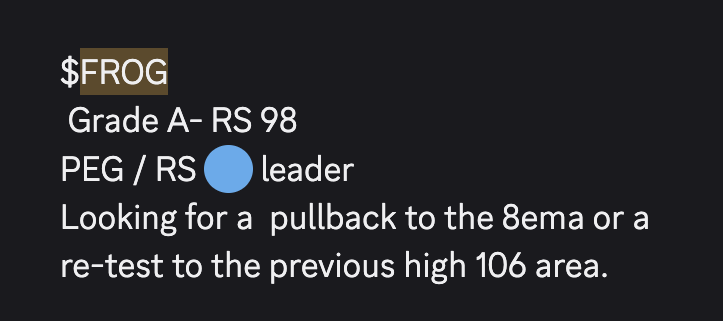 $FROG
Grade A- RS 98
PEG / RS 🔵 leader
Looking for a  pullback to the 8ema or a
re-test to the previous high 106 area.